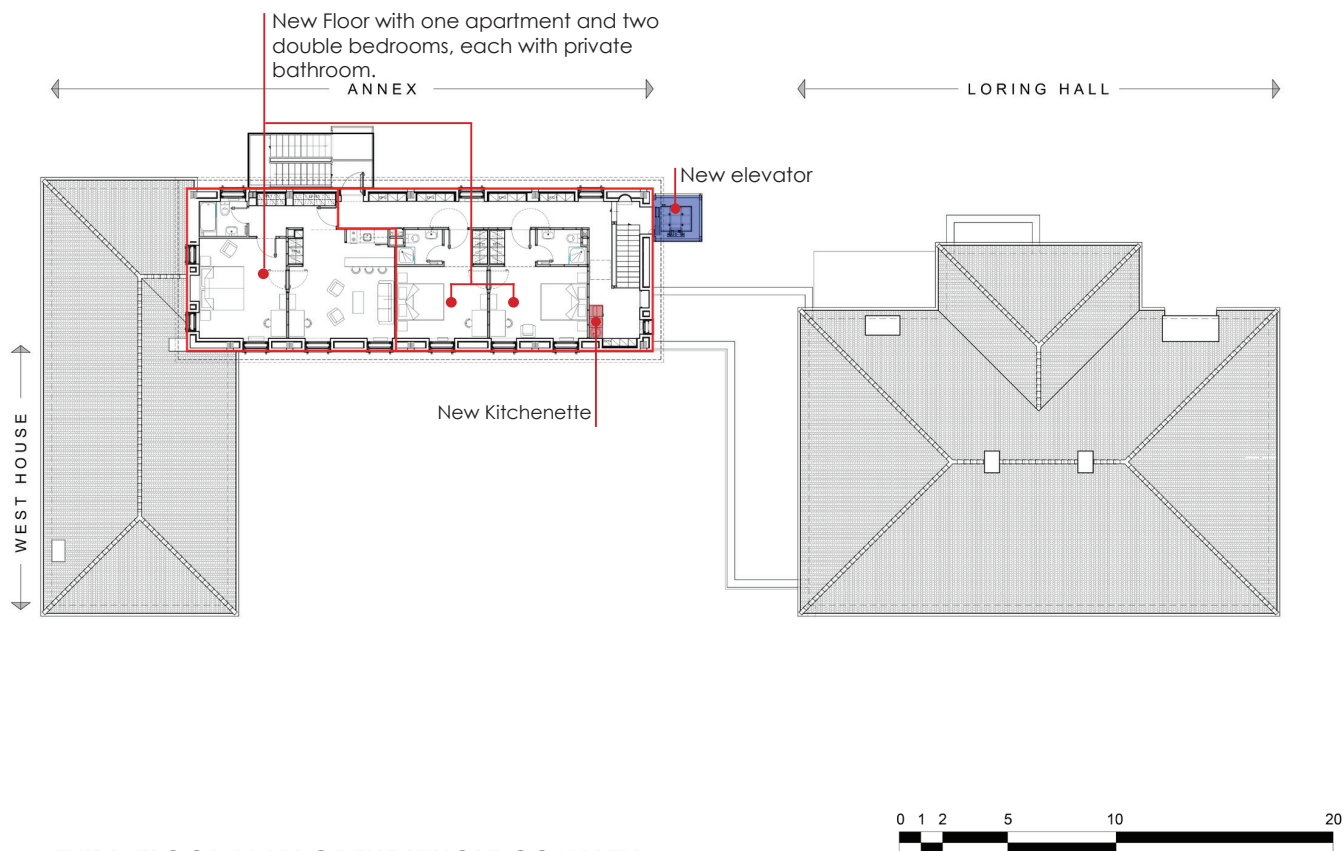 New Floor with one apartment and two
double bedrooms, each with private
bathroom.
ANNEX
LORING HALL
New elevator
New Kitchenette
WEST HOUSE
0 1 2 5 10 20